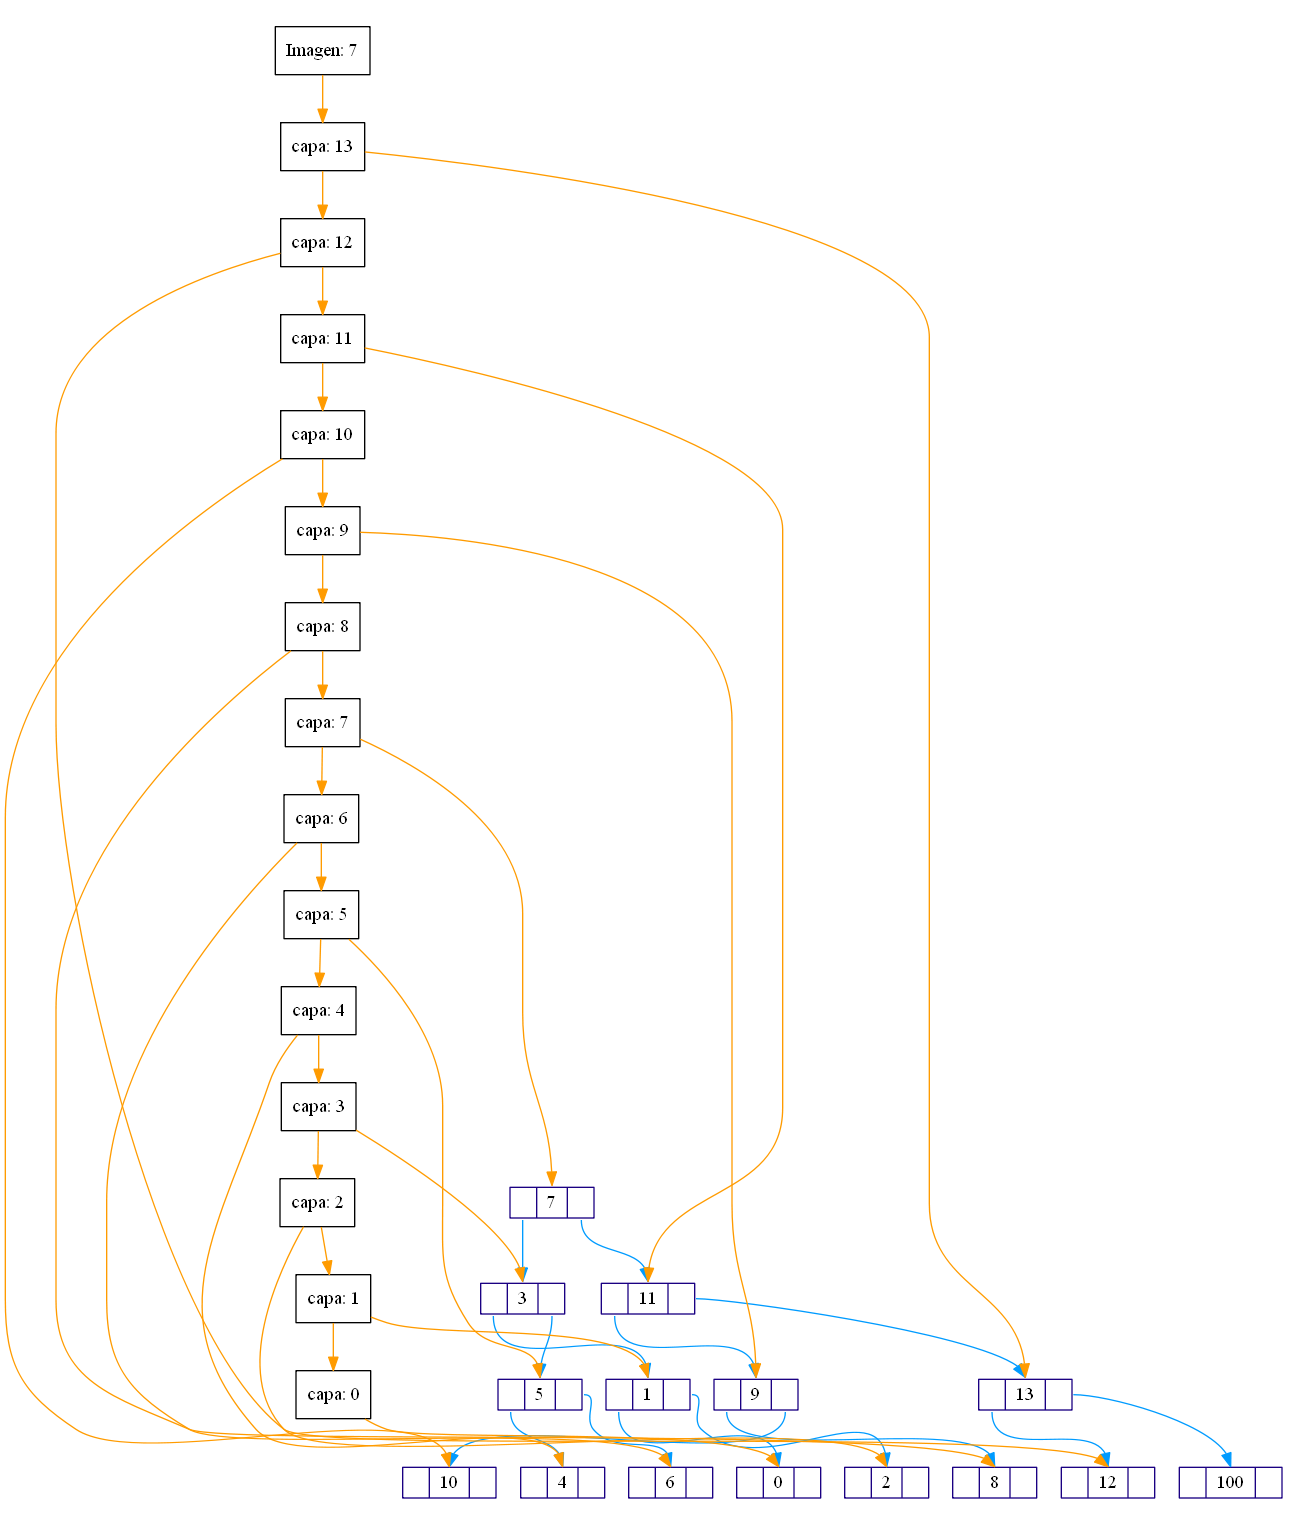 Imagen: 7
capa: 13
capa: 12
capa: 11
capa: 10
capa: 9
capa: 8
capa: 7
capa: 6
capa: 5
capa: 4
capa: 3
capa: 2
7
capa: 1
3
11
capa: 0
5
1
9
13
10
4
6
0
2
8
12
100